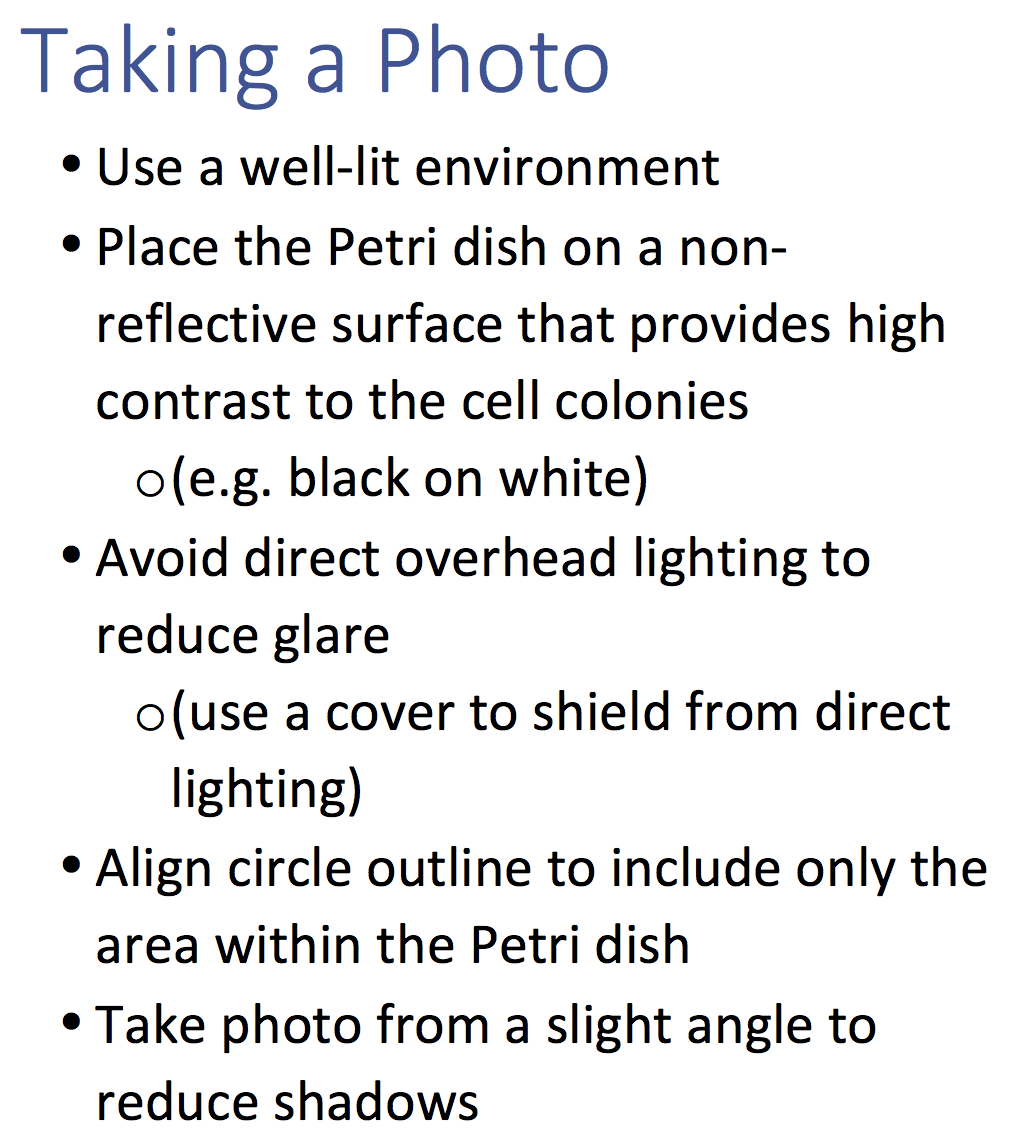 Taking a Photo
• Use a well-lit environment
• Place the Petri dish on a non-
reflective surface that provides high
contrast to the cell colonies
o (e.g. black on white)
• Avoid direct overhead lighting to
reduce glare
o (use a cover to shield from direct
lighting)
• Align circle outline to include only the
area within the Petri dish
• Take photo from a slight angle to
reduce shadows